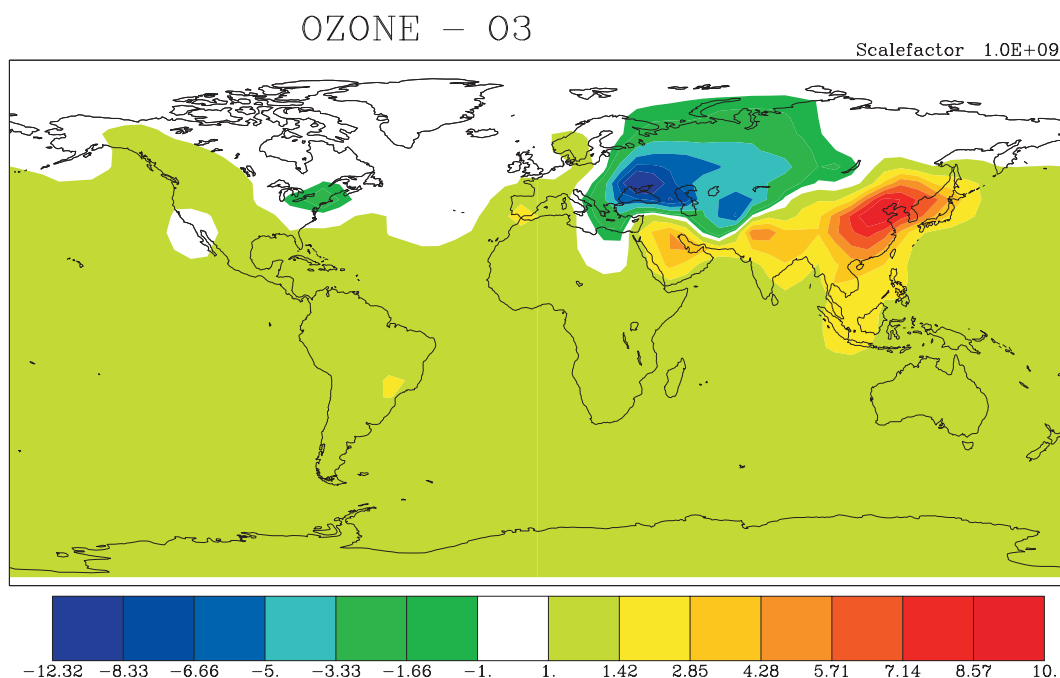 OZONE – O3
Scalefactor 1.0E+09
−12.32 −8.33 −6.66 −5. −3.33 −1.66 −1. 1. 1.42 2.85 4.28 5.71 7.14 8.57 10.